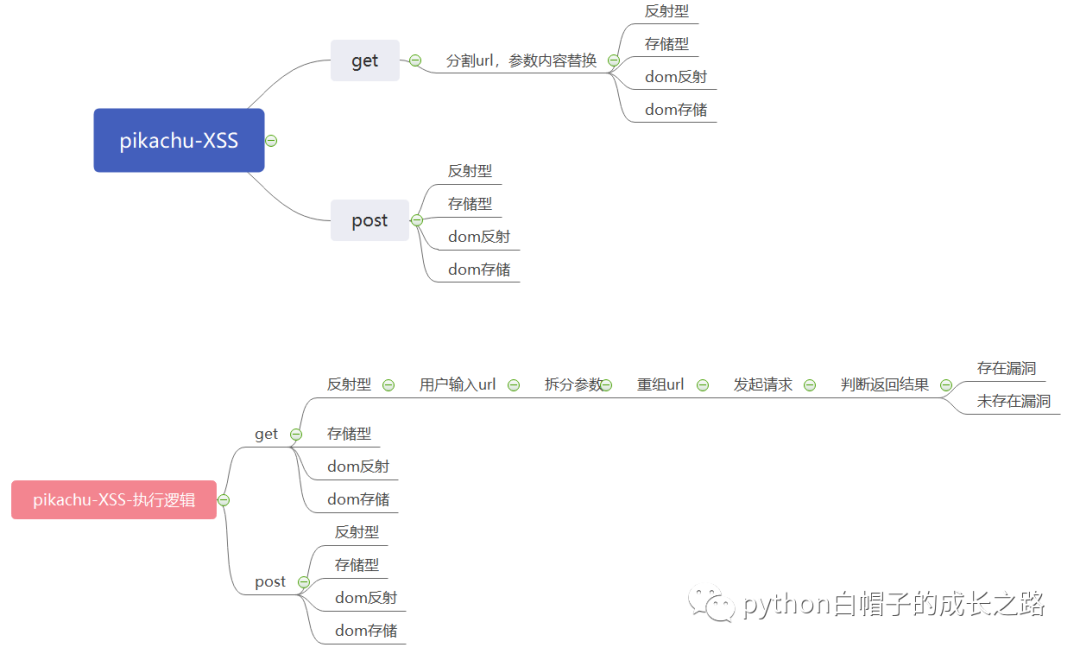 pikachu-XSS
get
分割url，参数内容替换
反射型
存储型
dom反射
dom存储
post
反射型
存储型
dom反射
dom存储
pikachu-XSS-执行逻辑
get
反射型
用户输入url
拆分参数
重组url
发起请求
判断返回结果
存在漏洞
未存在漏洞
存储型
dom反射
dom存储
post
反射型
存储型
dom反射
dom存储
python白帽子的成长之路